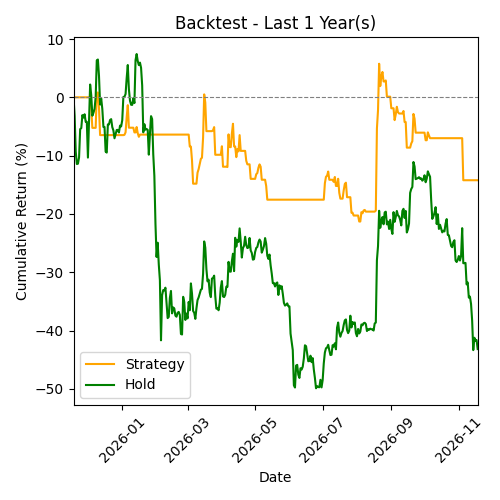 Backtest - Last 1 Year(s)
Cumulative Return (%)
10
0
−10
−20
−30
−40
−50
Strategy
Hold
2026-01
2026-03
2026-05
2026-07
2026-09
2026-11
Date